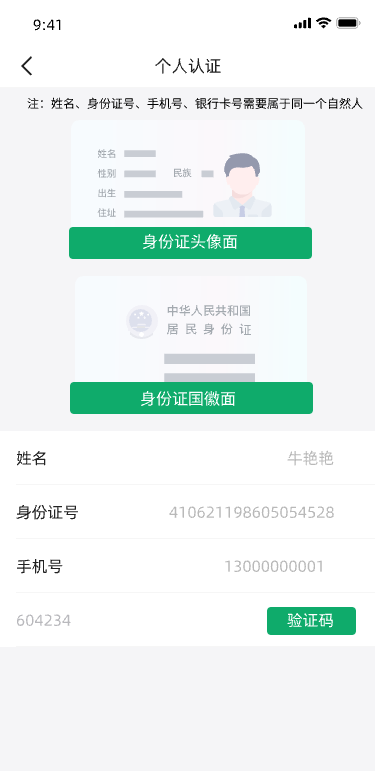 9:41
个人认证
注：姓名、身份证号、手机号、银行卡号需要属于同一个自然人
姓名
性别 民族
出生
住址
身份证头像面
中华人民共和国
居民身份证
身份证国徽面
姓名 牛艳艳
身份证号 410621198605054528
手机号 13000000001
604234 验证码